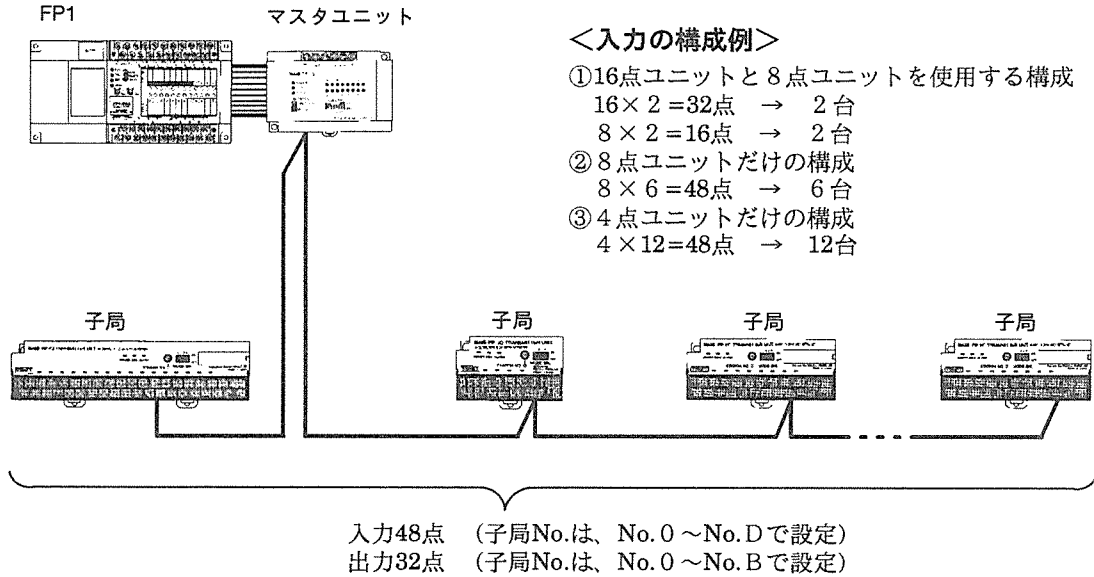 FP1
マスタユニット
<入力の構成例>
①16点ユニットと8点ユニットを使用する構成
16×2=32点 → 2台
8×2=16点 → 2台
②8点ユニットだけの構成
8×6=48点 → 6台
③4点ユニットだけの構成
4×12=48点 → 12台
子局
子局
子局
子局
入力48点 (子局No.は、No.0~No.Dで設定)
出力32点 (子局No.は、No.0~No.Bで設定)